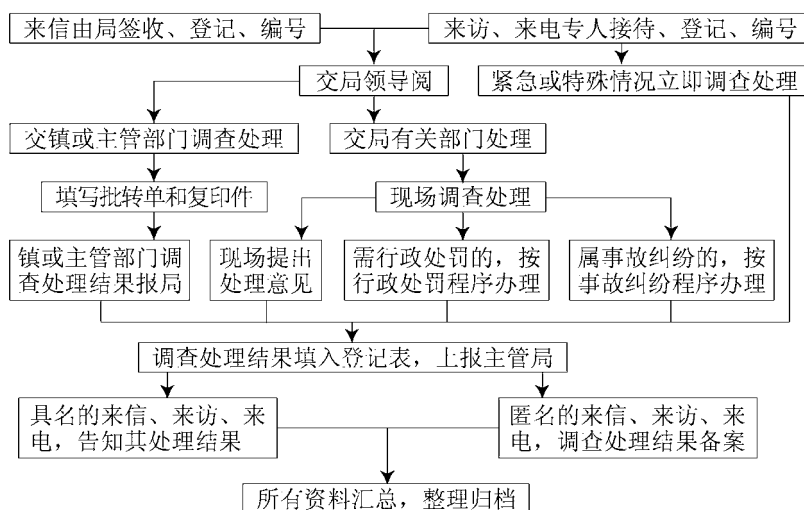 来信由局签收、登记、编号
来访、来电专人接待、登记、编号
交局领导阅
紧急或特殊情况立即调查处理
交镇或主管部门调查处理
交局有关部门处理
填写批转单和复印件
现场调查处理
镇或主管部门调
查处理结果报局
现场提出
处理意见
需行政处罚的，按
行政处罚程序办理
属事故纠纷的，按
事故纠纷程序办理
调查处理结果填入登记表，上报主管局
具名的来信、来访、来
电，告知其处理结果
匿名的来信、来访、来
电，调查处理结果备案
所有资料汇总，整理归档